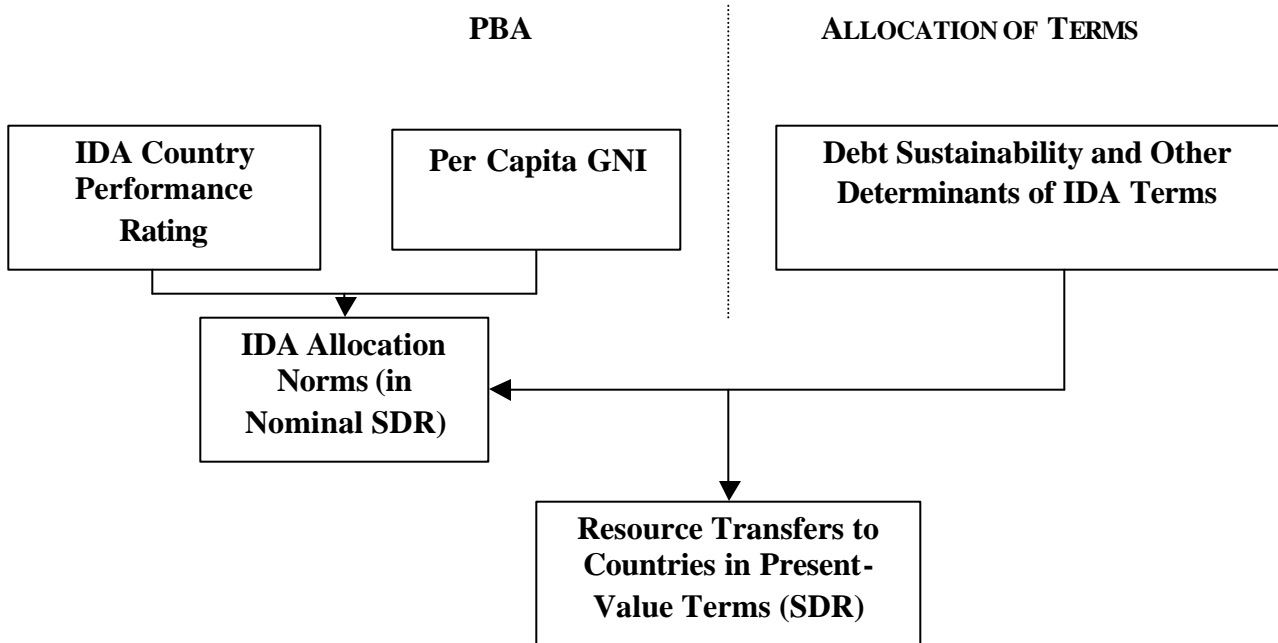 PBA
ALLOCATION OF TERMS
IDA Country
Performance
Rating
Per Capita GNI
Debt Sustainability and Other
Determinants of IDA Terms
IDA Allocation
Norms (in
Nominal SDR)
Resource Transfers to
Countries in Present-
Value Terms (SDR)